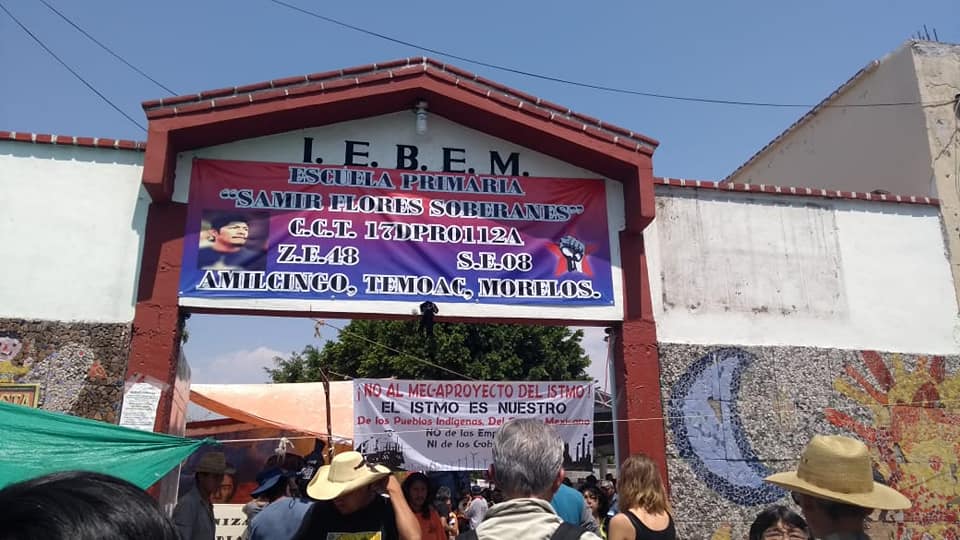 I. E. B. E. M.
ESCUELA PRIMARIA
“SAMIR FLORES SOBERANES”
C.C.T. 17DPR0112A
Z.E.48 S.E.08
AMILCINGO, TEMOAC, MORELOS.
¡NO AL MEGAPROYECTO DEL ISTMO!
EL ISTMO ES NUESTRO
De los Pueblos Indígenas, Del Mexicano
NO de las
NI de los